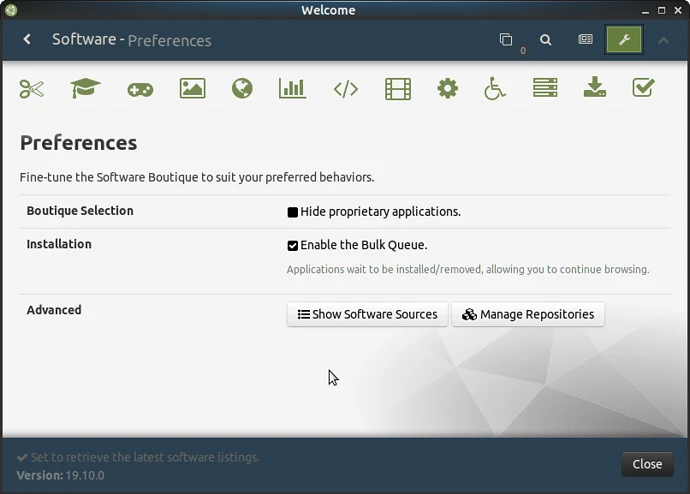 Welcome
Software - Preferences
0
Preferences
Fine-tune the Software Boutique to suit your preferred behaviors.
Boutique Selection
Hide proprietary applications.
Installation
Enable the Bulk Queue.
Applications wait to be installed/removed, allowing you to continue browsing.
Advanced
Show Software Sources
Manage Repositories
Set to retrieve the latest software listings.
Version: 19.10.0
Close